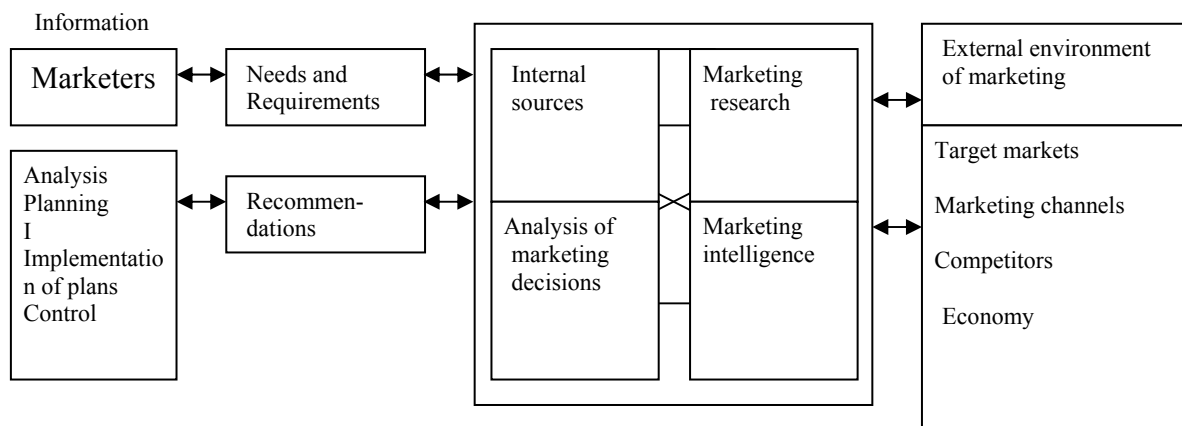 Information
Marketers
Needs and
Requirements
Internal
sources
Marketing
research
External environment
of marketing
Analysis
Planning
I
Implementatio
n of plans
Control
Recommen-
dations
Analysis of
marketing
decisions
Marketing
intelligence
Target markets
Marketing channels
Competitors
Economy